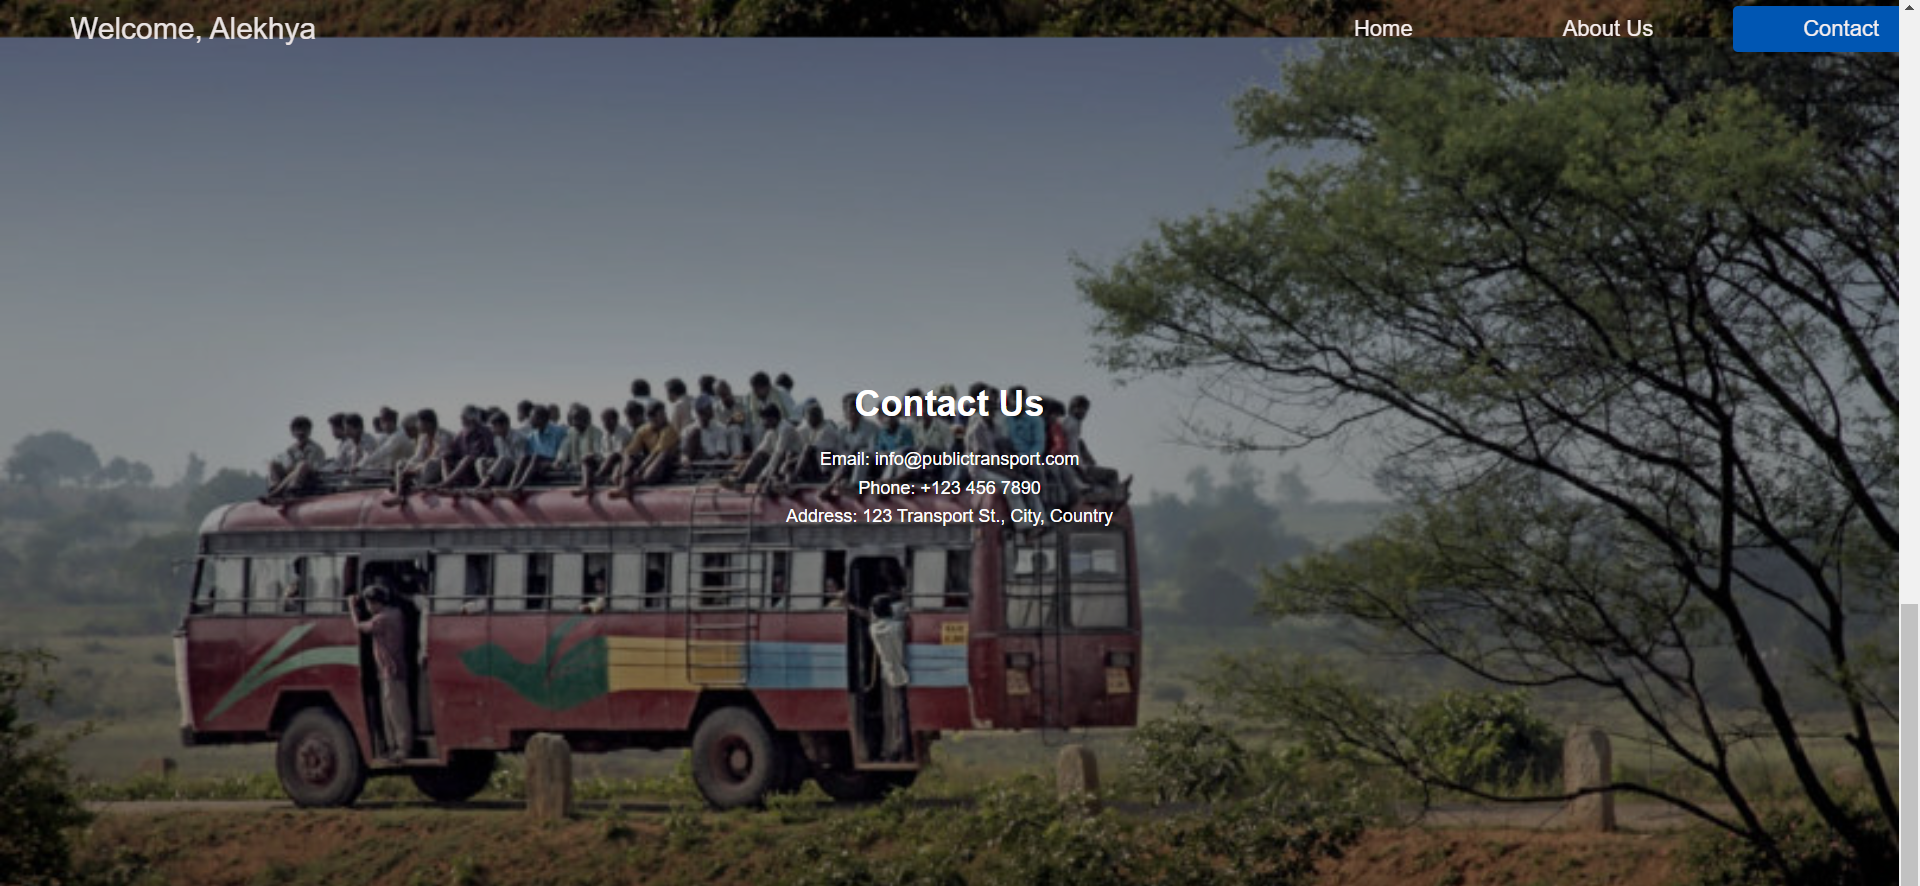 Welcome, Alekhya
Home
About Us
Contact
Contact Us
Email: info@publictransport.com
Phone: +123 456 7890
Address: 123 Transport St., City, Country